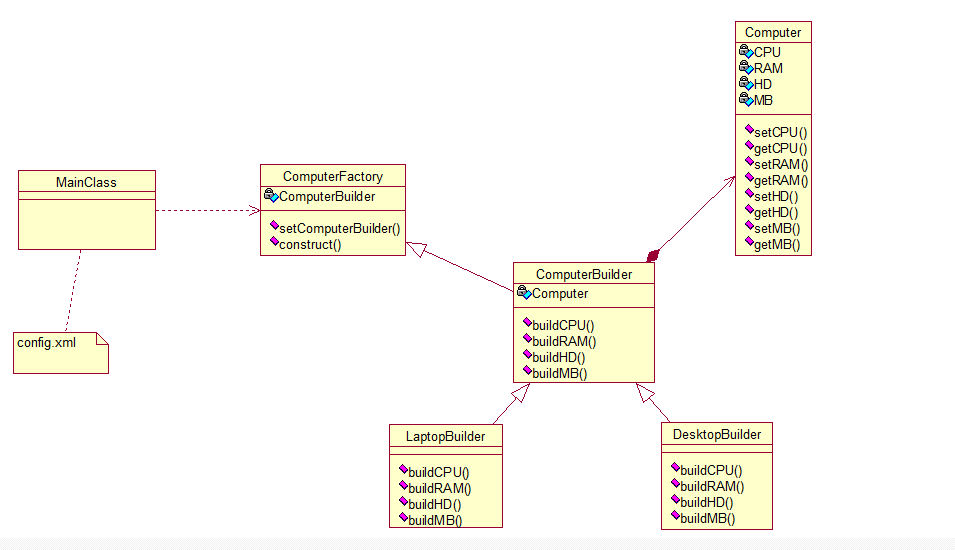 MainClass
config.xml
ComputerFactory
ComputerBuilder
setComputerBuilder()
construct()
ComputerBuilder
Computer
buildCPU()
buildRAM()
buildHD()
buildMB()
Computer
CPU
RAM
HD
MB
setCPU()
getCPU()
setRAM()
getRAM()
setHD()
getHD()
setMB()
getMB()
LaptopBuilder
buildCPU()
buildRAM()
buildHD()
buildMB()
DesktopBuilder
buildCPU()
buildRAM()
buildHD()
buildMB()